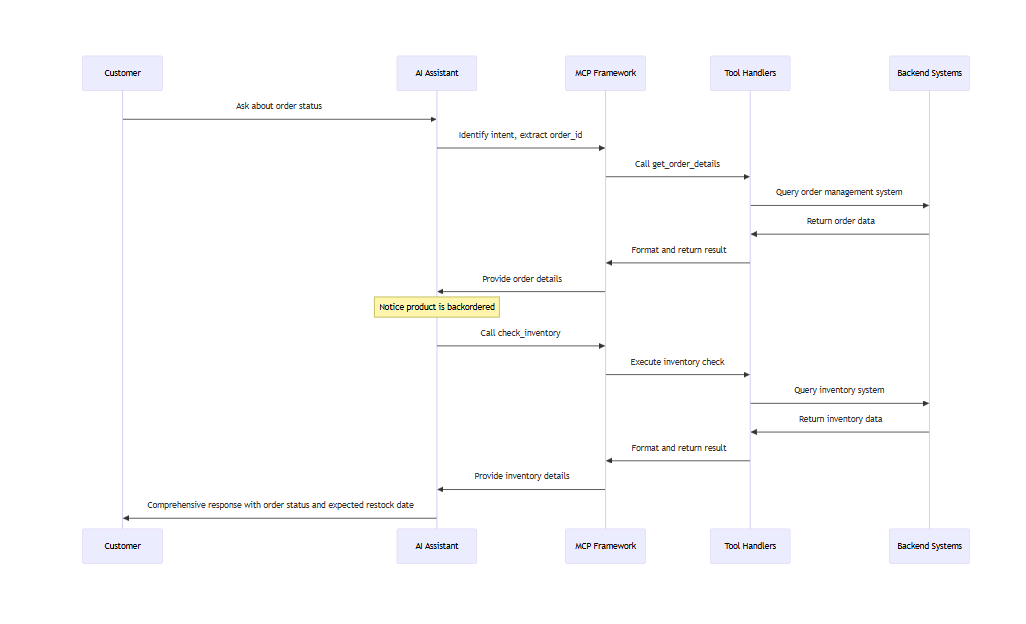 Customer
AI Assistant
MCP Framework
Tool Handlers
Backend Systems
Ask about order status
Identify intent, extract order_id
Call get_order_details
Query order management system
Return order data
Format and return result
Provide order details
Notice product is backordered
Call check_inventory
Execute inventory check
Query inventory system
Return inventory data
Format and return result
Provide inventory details
Comprehensive response with order status and expected restock date
Customer
AI Assistant
MCP Framework
Tool Handlers
Backend Systems